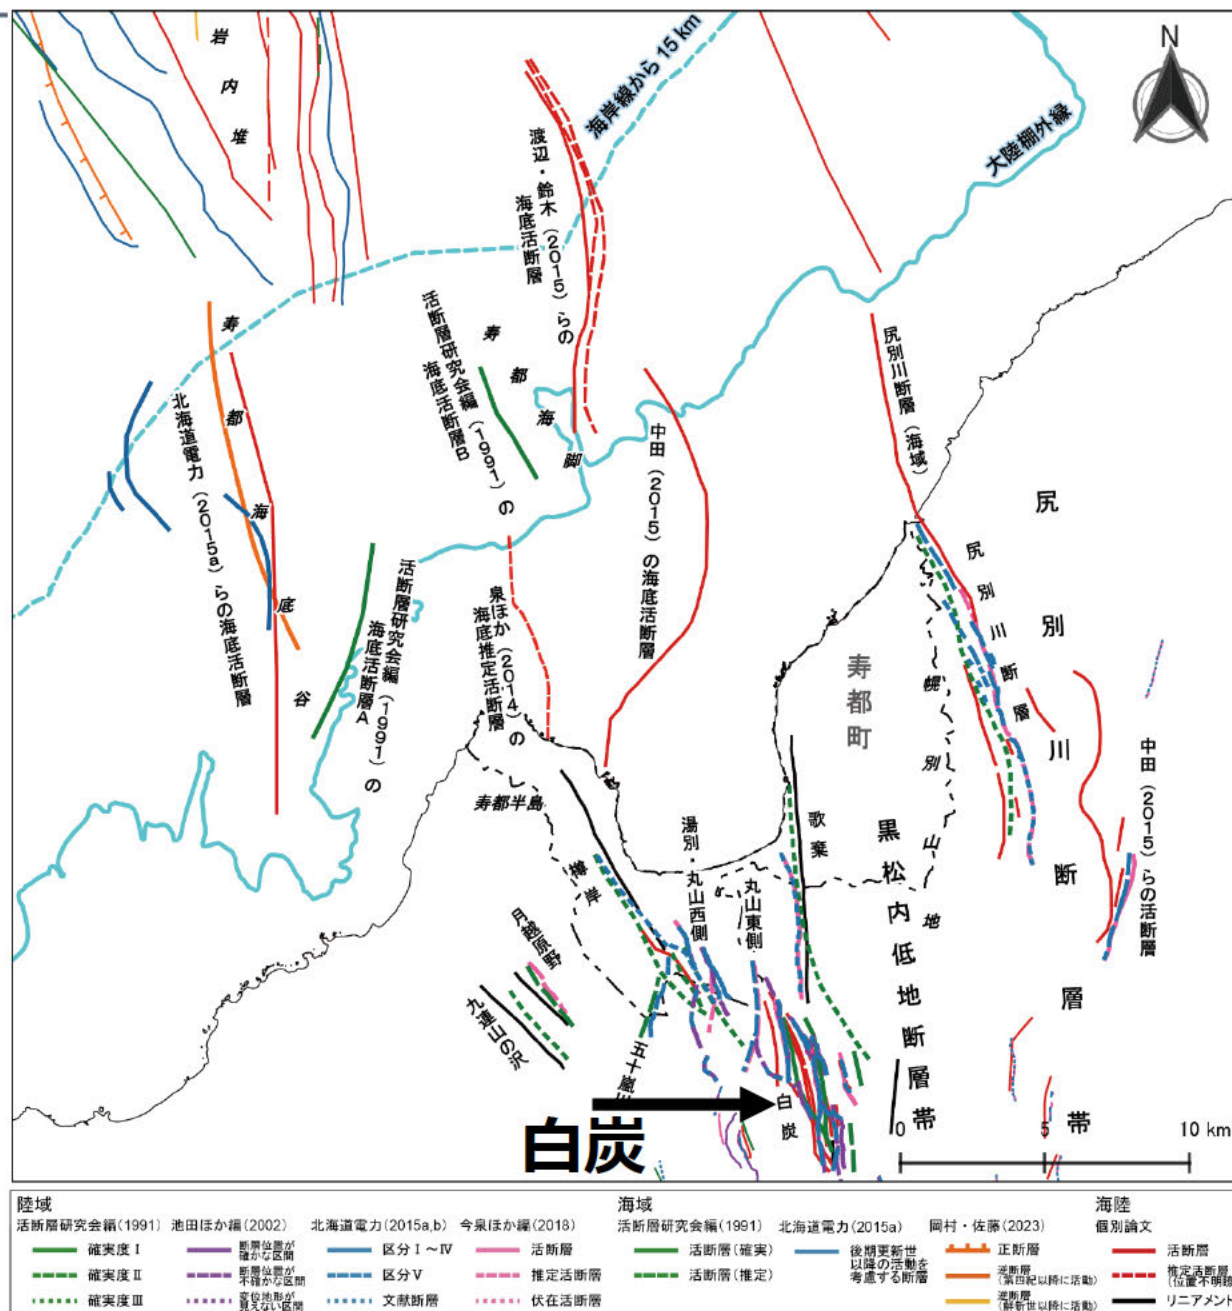 岩内堆
海岸線から 15 km
大陸棚外縁
N
渡辺・鈴木（2015）らの
海底活断層
寿都海脚
活断層研究会編（1991）の
海底活断層B
寿都海底谷
北海道電力（2015a）らの海底活断層
活断層研究会編（1991）の
海底活断層A
泉ほか（2014）の
海底推定活断層
中田（2015）の海底活断層
尻別川断層（海域）
尻別川断層
尻別川断層帯
中田（2015）らの活断層
寿都町
幌別山地
黒松内低地断層帯
寿都半島
樽岸
湯別・丸山西側
丸山東側
歌棄
月越原野
九連山の沢
五十嵐
白炭
白炭
0 5 10 km
陸域
活断層研究会編(1991)
確実度Ⅰ
確実度Ⅱ
確実度Ⅲ
池田ほか編(2002)
断層位置が
確かな区間
断層位置が
不確かな区間
変位地形が
見えない区間
北海道電力(2015a,b)
区分Ⅰ～Ⅳ
区分Ⅴ
文献断層
今泉ほか編(2018)
活断層
推定活断層
伏在活断層
海域
活断層研究会編(1991)
活断層(確実)
活断層(推定)
北海道電力(2015a)
後期更新世
以降の活動を
考慮する断層
岡村・佐藤(2023)
正断層
逆断層
(第四紀以降に活動)
逆断層
(鮮新世以降に活動)
海陸
個別論文
活断層
推定活断層
(位置不明瞭
リニアメント